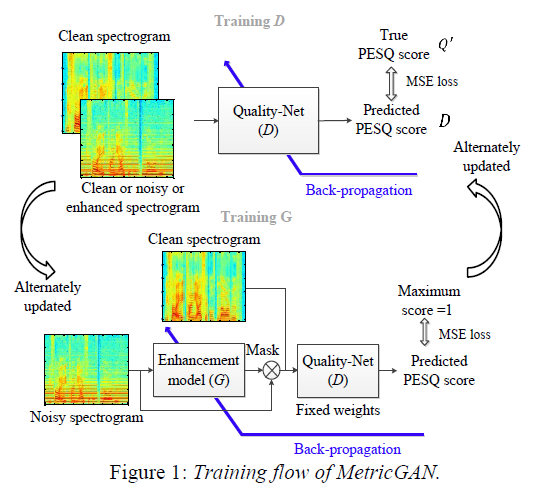 Training D
Clean spectrogram
True
PESQ score Q′
MSE loss
Quality-Net
(D)
Predicted
PESQ score D
Clean or noisy or
enhanced spectrogram
Back-propagation
Alternately
updated
Training G
Clean spectrogram
Alternately
updated
Maximum
score =1
MSE loss
Enhancement
model (G)
Mask
Quality-Net
(D)
Predicted
PESQ score
Fixed weights
Noisy spectrogram
Back-propagation
Figure 1: Training flow of MetricGAN.